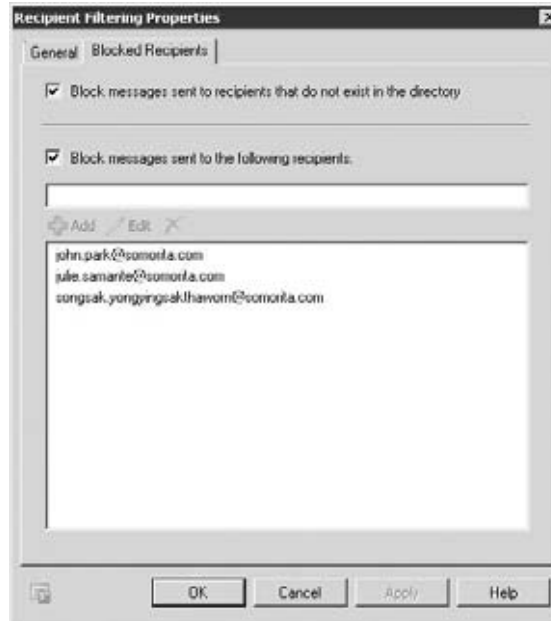 Recipient Filtering Properties
General
Blocked Recipients
Block messages sent to recipients that do not exist in the directory
Block messages sent to the following recipients:
Add
Edit
john.park@somorita.com
julie.samante@somorita.com
songsak.yongyingsakthaworn@somorita.com
OK
Cancel
Apply
Help